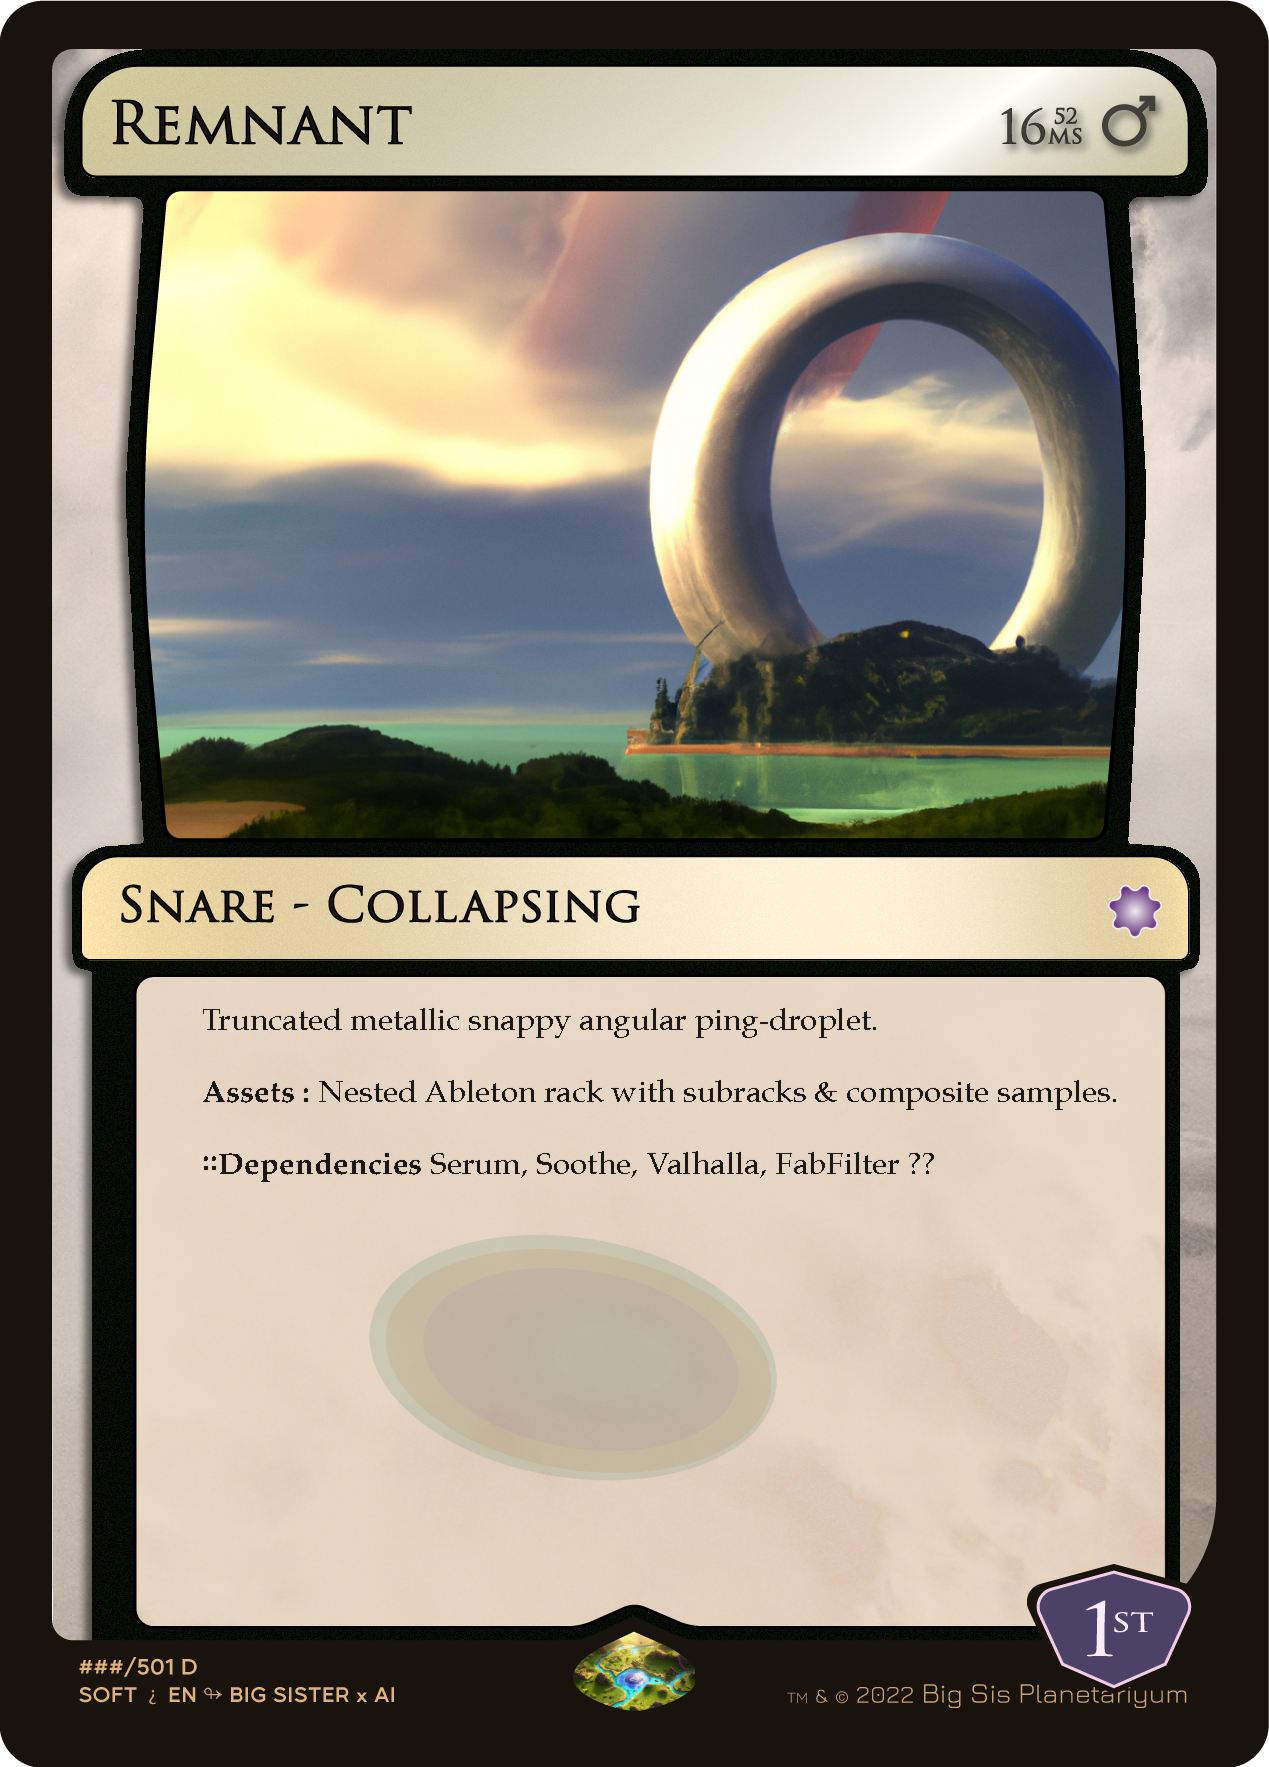 REMNANT
16 52 MS ♂
SNARE - COLLAPSING
Truncated metallic snappy angular ping-droplet.
Assets : Nested Ableton rack with subracks & composite samples.
::Dependencies Serum, Soothe, Valhalla, FabFilter ??
1ST
###/501 D
SOFT ¿ EN ↬ BIG SISTER x AI
TM & © 2022 Big Sis Planetariyum